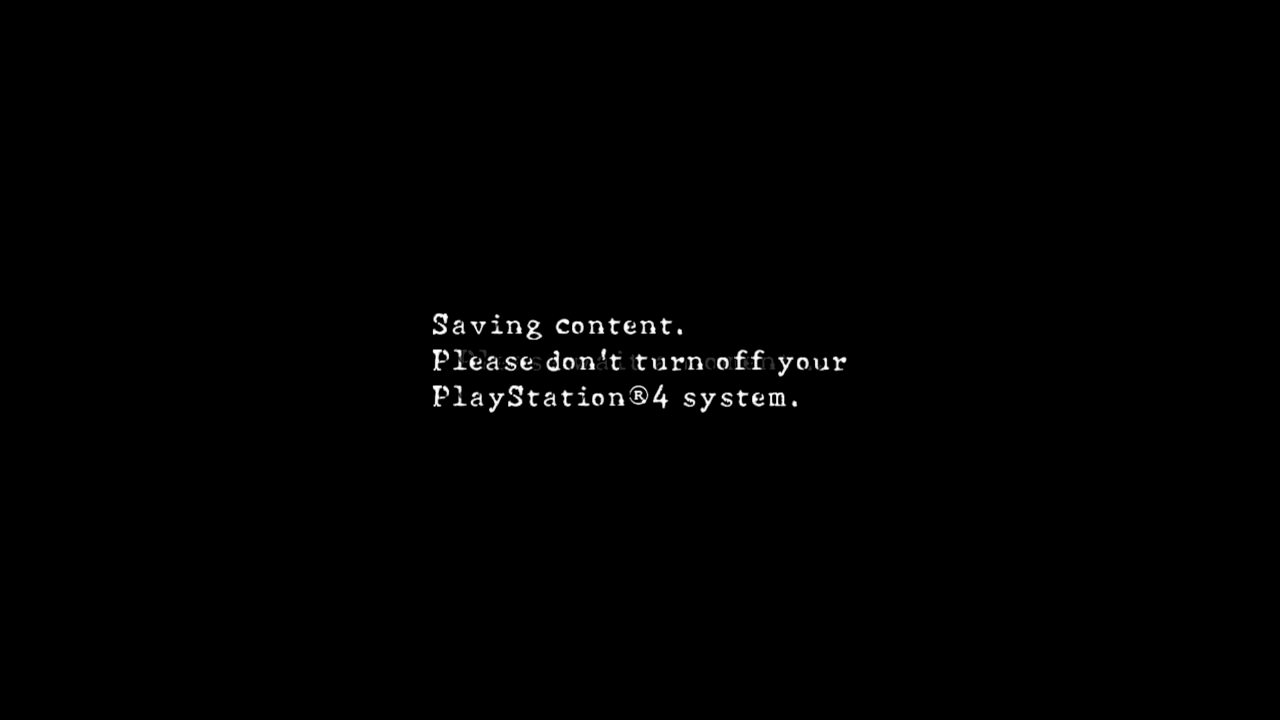 Saving content.
Please don't turn off your
PlayStation®4 system.